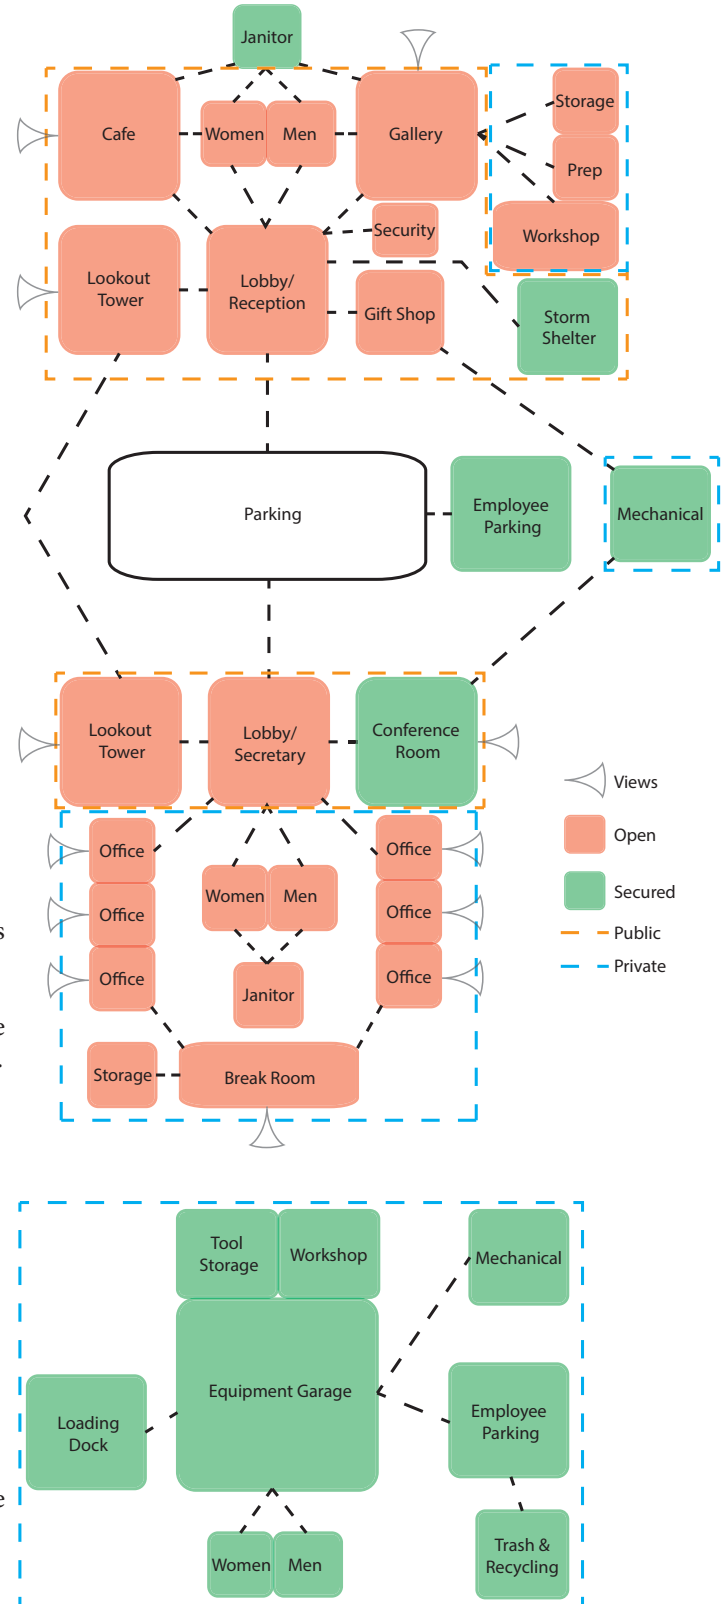 Janitor
Cafe
Women
Men
Gallery
Storage
Prep
Workshop
Security
Lookout
Tower
Lobby/
Reception
Gift Shop
Storm
Shelter
Parking
Employee
Parking
Mechanical
Lookout
Tower
Lobby/
Secretary
Conference
Room
Views
Open
Secured
Public
Private
Office
Office
Office
Women
Men
Office
Office
Office
Janitor
Storage
Break Room
s
e
.
Tool
Storage
Workshop
Mechanical
Equipment Garage
Loading
Dock
Employee
Parking
e
Women
Men
Trash &
Recycling